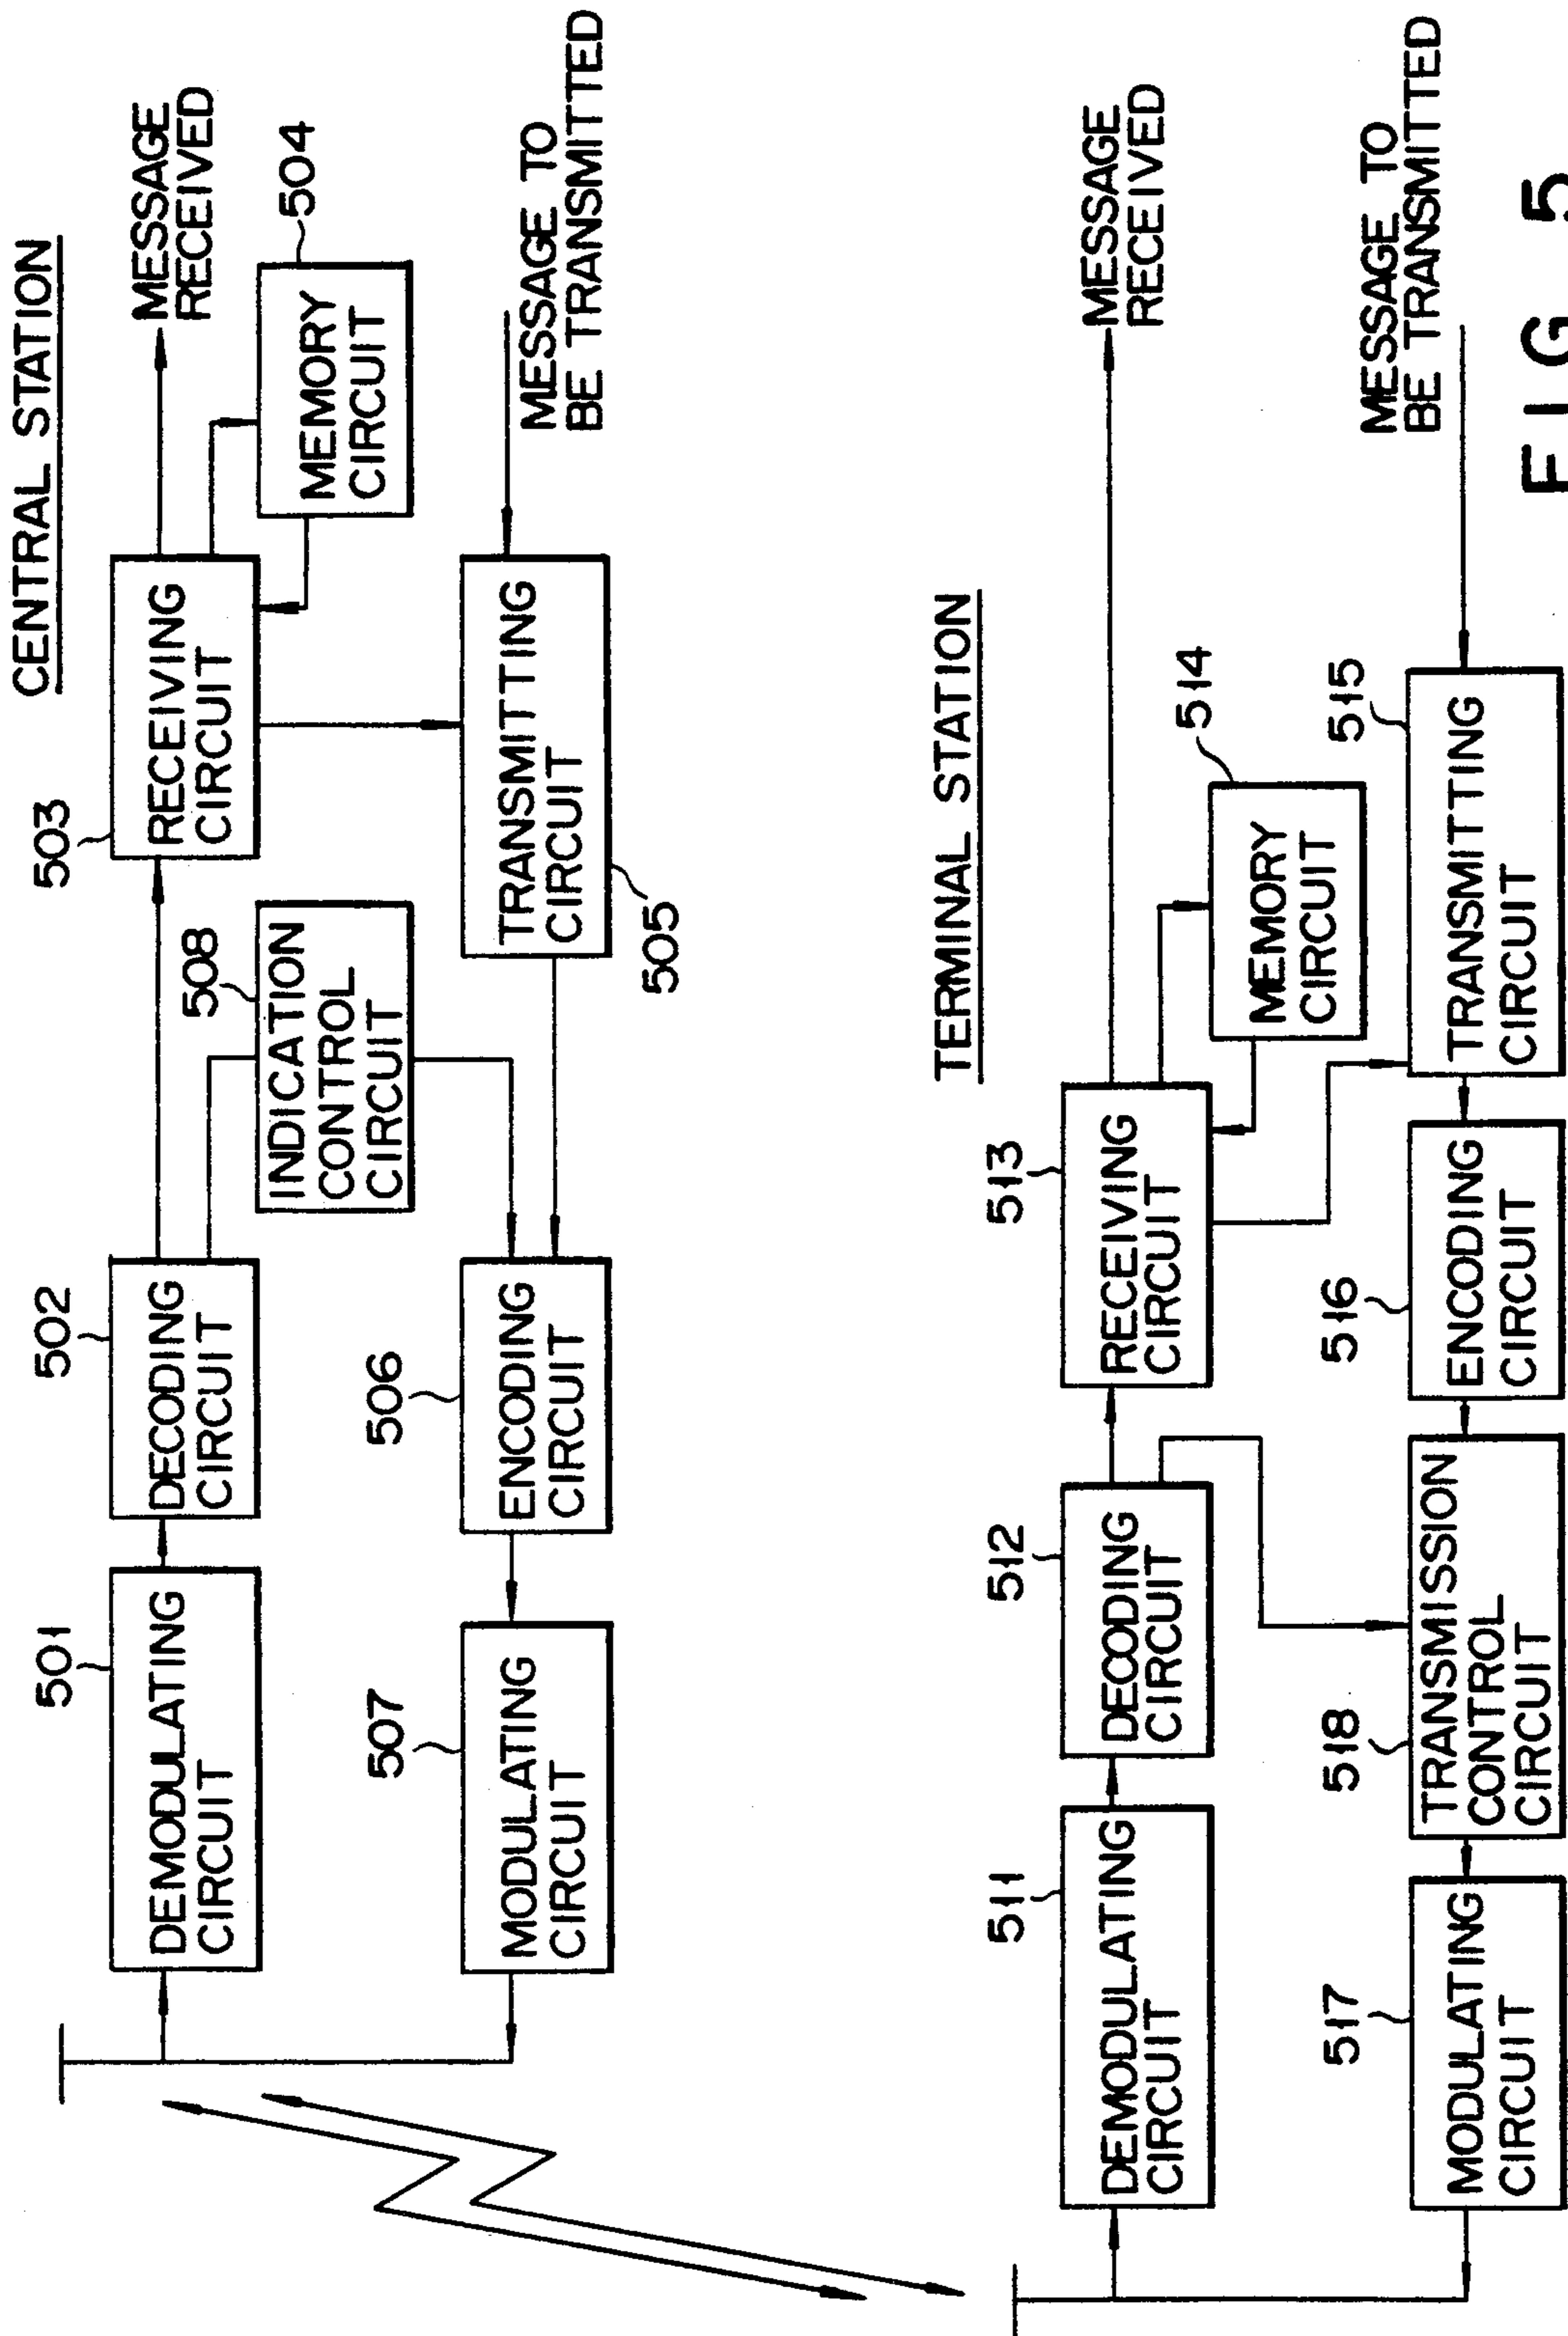 CENTRAL STATION
501
DEMODULATING
CIRCUIT
502
DECODING
CIRCUIT
503
RECEIVING
CIRCUIT
MESSAGE
RECEIVED
508
INDICATION
CONTROL
CIRCUIT
504
MEMORY
CIRCUIT
507
MODULATING
CIRCUIT
506
ENCODING
CIRCUIT
TRANSMITTING
CIRCUIT
505
MESSAGE TO
BE TRANSMITTED
TERMINAL STATION
511
DEMODULATING
CIRCUIT
512
DECODING
CIRCUIT
513
RECEIVING
CIRCUIT
MESSAGE
RECEIVED
514
MEMORY
CIRCUIT
517
MODULATING
CIRCUIT
518
TRANSMISSION
CONTROL
CIRCUIT
516
ENCODING
CIRCUIT
515
TRANSMITTING
CIRCUIT
MESSAGE TO
BE TRANSMITTED
FIG 5